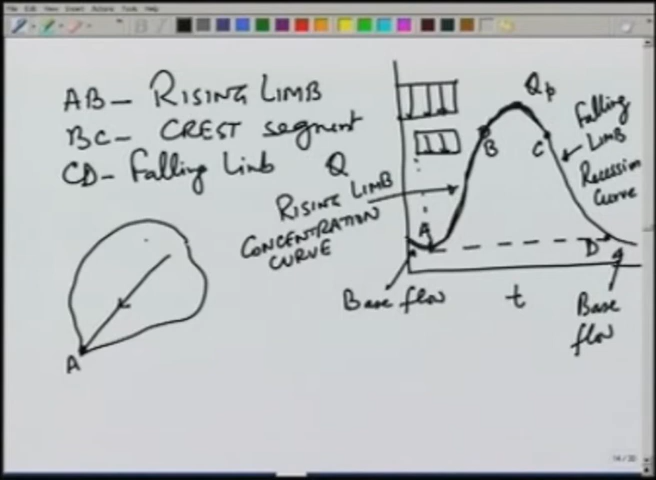 AB- RISING LIMB
BC- CREST segment
CD- Falling Limb
Q
RISING LIMB
CONCENTRATION
CURVE
Qp
B
C
A
D
Falling
LIMB
Recession
Curve
Base flow
t
Base
flow
A